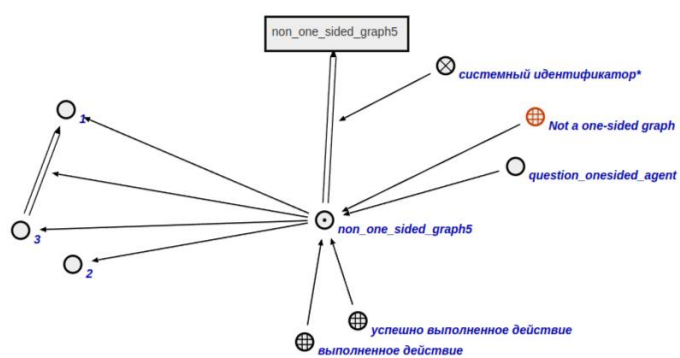 non_one_sided_graph5
системный идентификатор*
1
Not a one-sided graph
question_onesided_agent
non_one_sided_graph5
3
2
успешно выполненное действие
выполненное действие